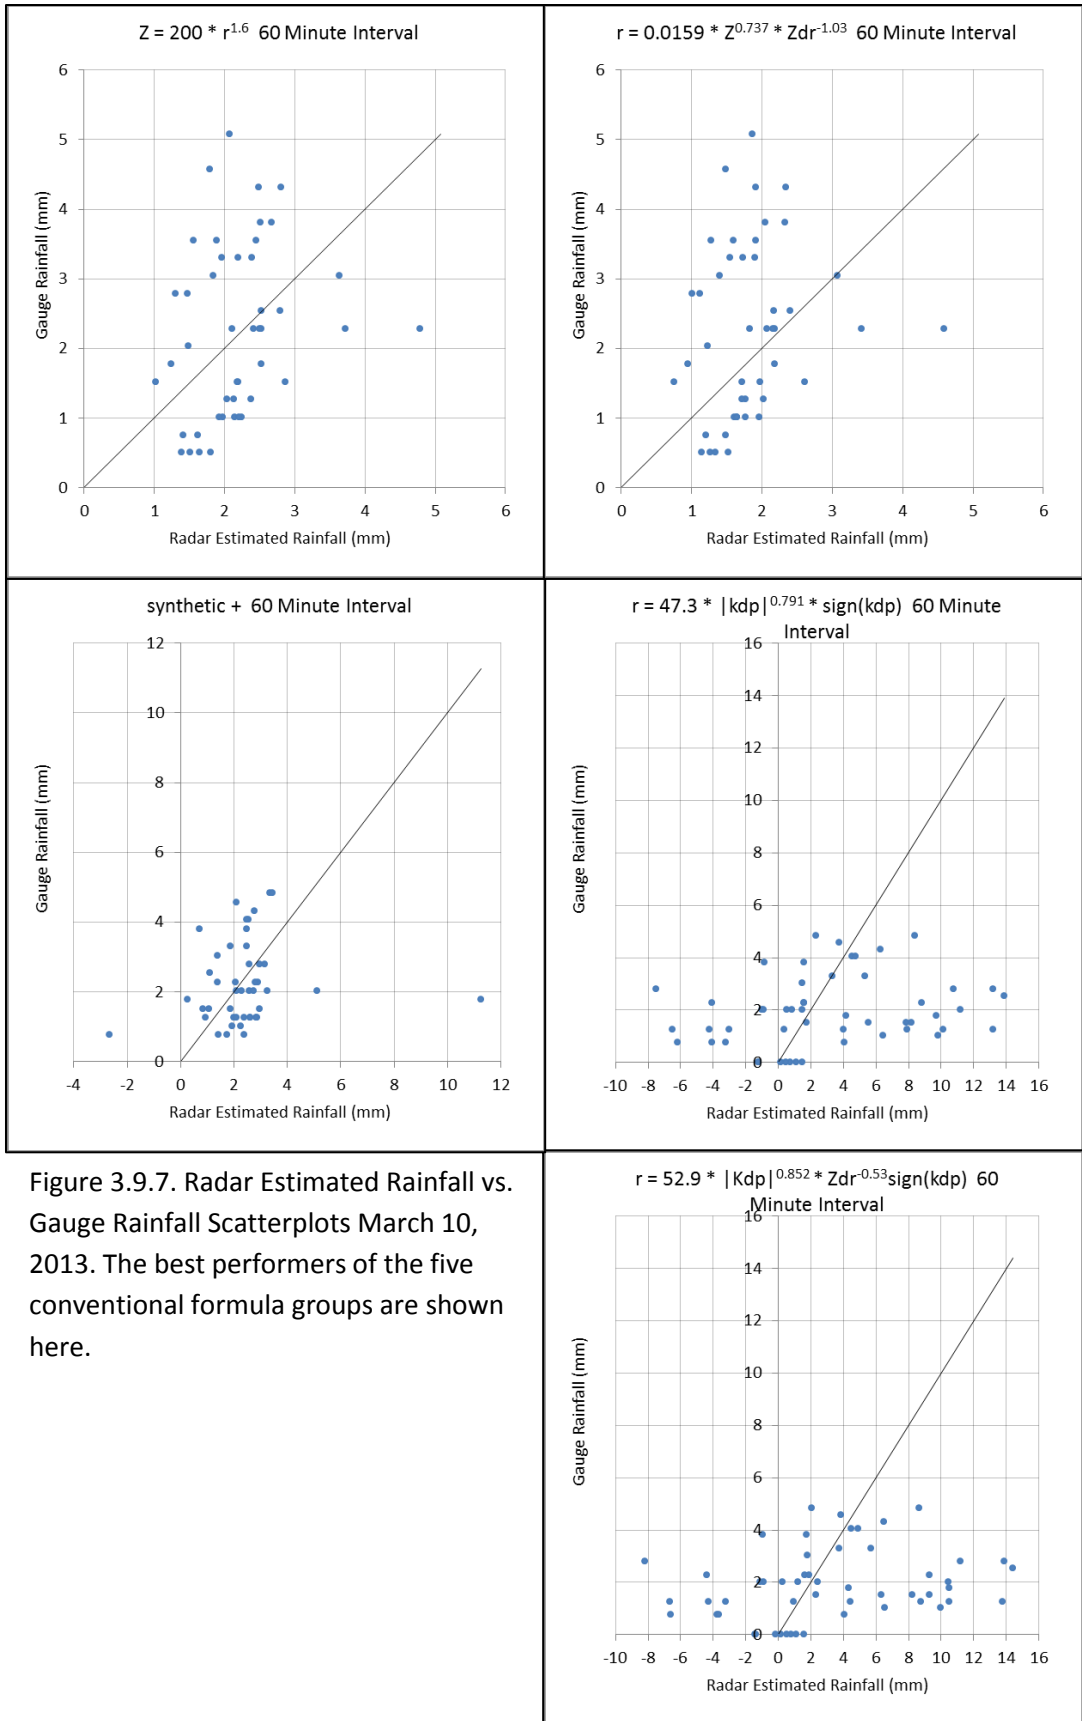 Z = 200 * r^1.6 60 Minute Interval
6
5
4
3
2
1
0
Gauge Rainfall (mm)
0 1 2 3 4 5 6
Radar Estimated Rainfall (mm)
r = 0.0159 * Z^0.737 * Zdr^-1.03 60 Minute Interval
6
5
4
3
2
1
0
Gauge Rainfall (mm)
0 1 2 3 4 5 6
Radar Estimated Rainfall (mm)
synthetic + 60 Minute Interval
12
10
8
6
4
2
0
Gauge Rainfall (mm)
-4 -2 0 2 4 6 8 10 12
Radar Estimated Rainfall (mm)
r = 47.3 * |kdp|^0.791 * sign(kdp) 60 Minute
Interval
16
14
12
10
8
6
4
2
0
Gauge Rainfall (mm)
-10 -8 -6 -4 -2 0 2 4 6 8 10 12 14 16
Radar Estimated Rainfall (mm)
Figure 3.9.7. Radar Estimated Rainfall vs.
Gauge Rainfall Scatterplots March 10,
2013. The best performers of the five
conventional formula groups are shown
here.
r = 52.9 * |Kdp|^0.852 * Zdr^-0.53 sign(kdp) 60
Minute Interval
16
14
12
10
8
6
4
2
0
Gauge Rainfall (mm)
-10 -8 -6 -4 -2 0 2 4 6 8 10 12 14 16
Radar Estimated Rainfall (mm)